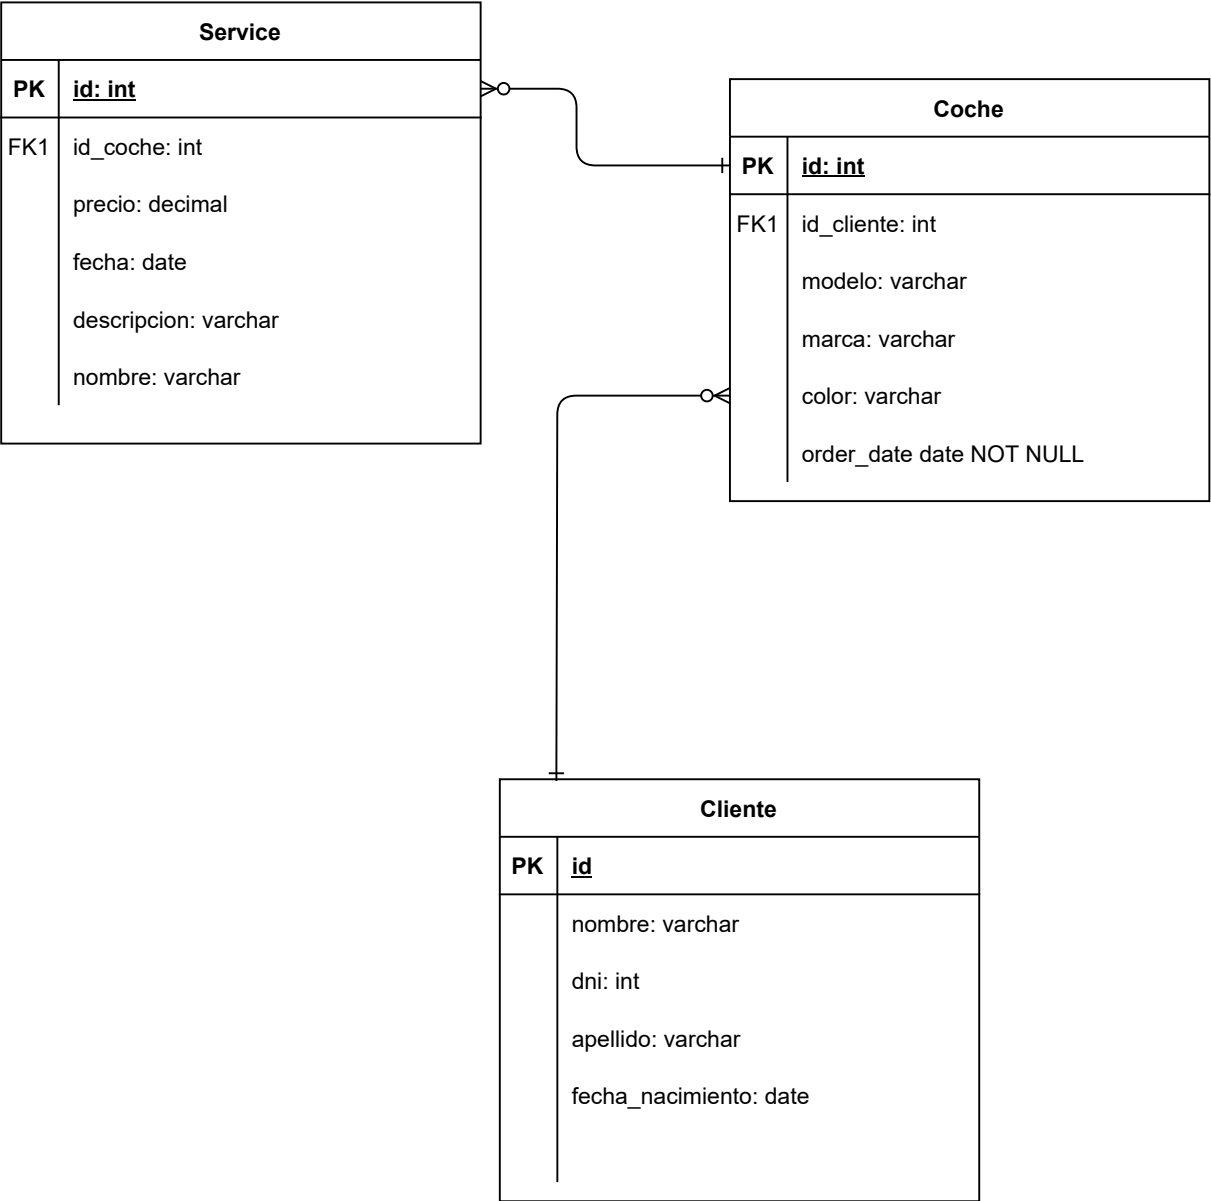 Service
PK id: int
FK1 id_coche: int
precio: decimal
fecha: date
descripcion: varchar
nombre: varchar
Coche
PK id: int
FK1 id_cliente: int
modelo: varchar
marca: varchar
color: varchar
order_date date NOT NULL
Cliente
PK id
nombre: varchar
dni: int
apellido: varchar
fecha_nacimiento: date